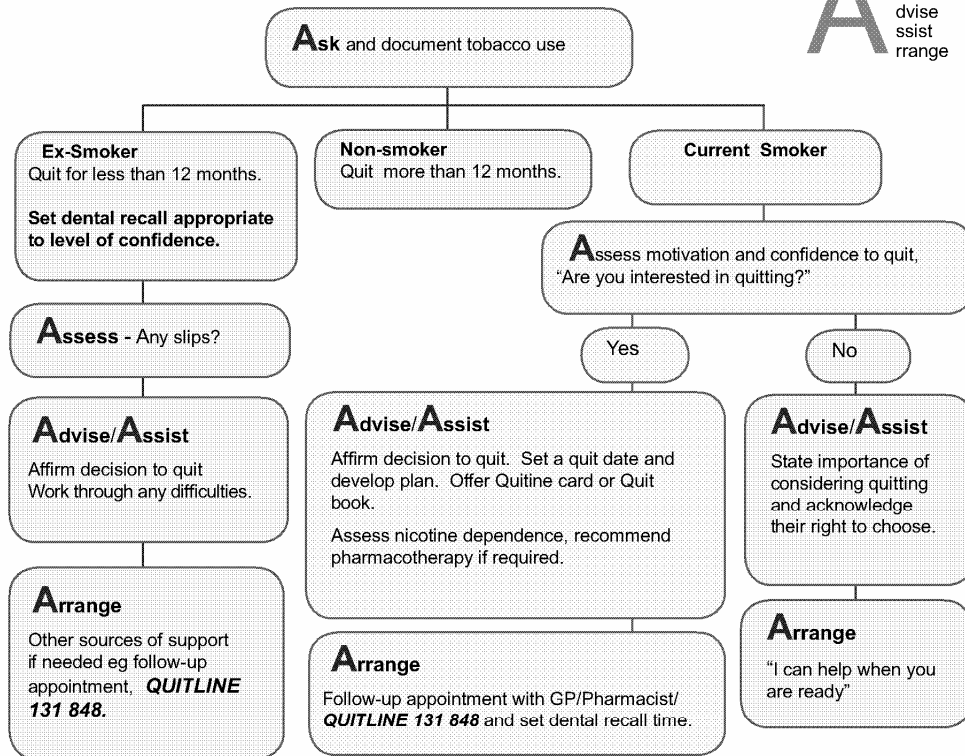 Ask and document tobacco use
A
dvise
ssist
rrange
Ex-Smoker
Quit for less than 12 months.
Set dental recall appropriate
to level of confidence.
Non-smoker
Quit more than 12 months.
Current Smoker
Assess motivation and confidence to quit,
“Are you interested in quitting?”
Assess - Any slips?
Yes
No
Advise/Assist
Affirm decision to quit
Work through any difficulties.
Advise/Assist
Affirm decision to quit. Set a quit date and
develop plan. Offer Quitine card or Quit
book.
Assess nicotine dependence, recommend
pharmacotherapy if required.
Advise/Assist
State importance of
considering quitting
and acknowledge
their right to choose.
Arrange
Other sources of support
if needed eg follow-up
appointment, QUITLINE
131 848.
Arrange
Follow-up appointment with GP/Pharmacist/
QUITLINE 131 848 and set dental recall time.
Arrange
“I can help when you
are ready”